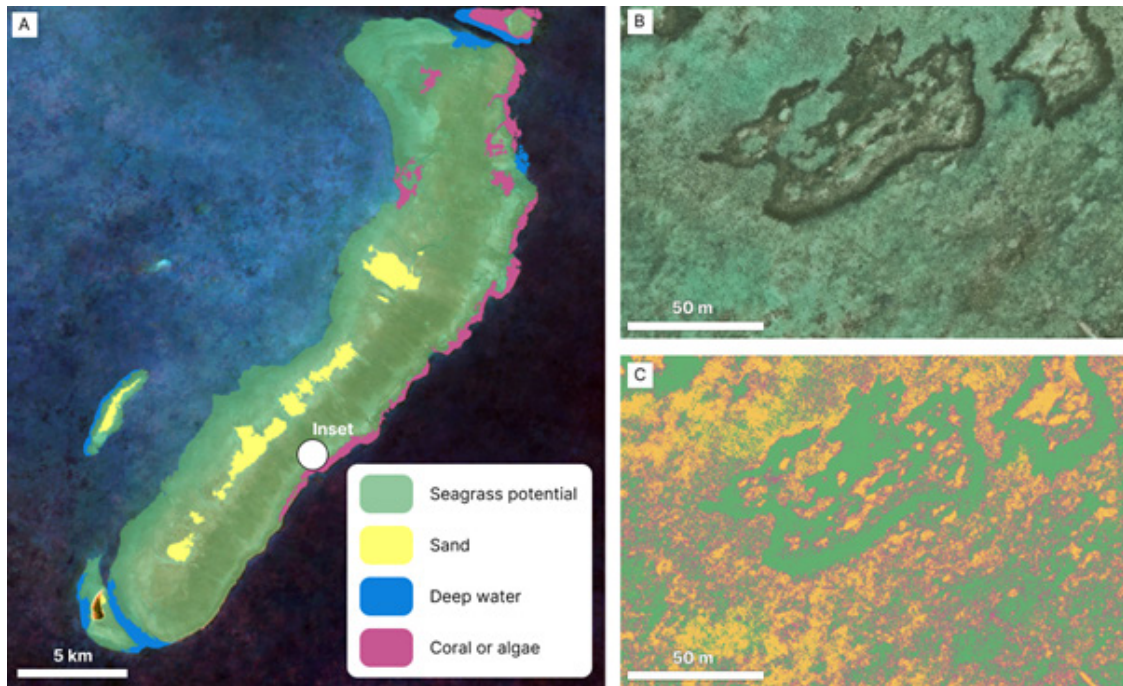 A
Inset
Seagrass potential
Sand
Deep water
Coral or algae
5 km
B
50 m
C
50 m